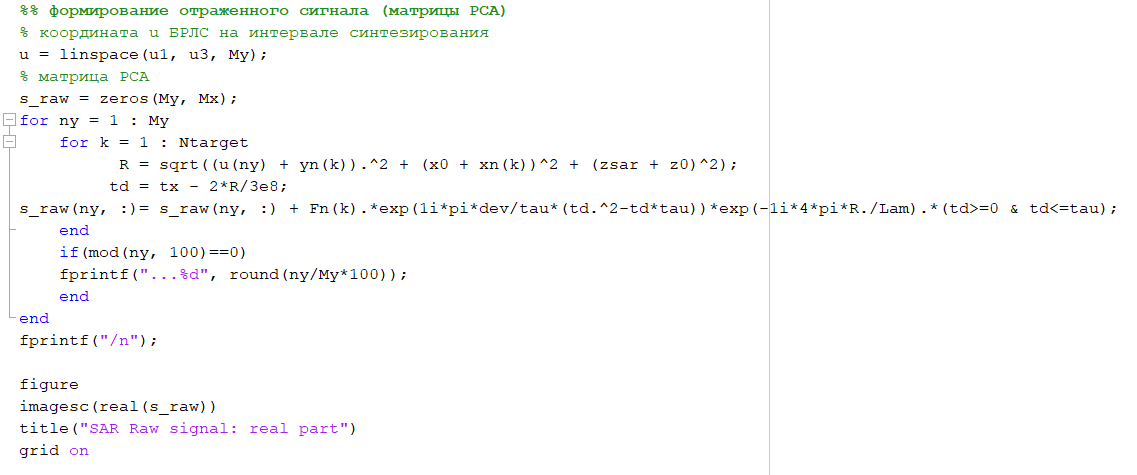 %% формирование отраженного сигнала (матрицы РСА)
% координата u БРЛС на интервале синтезирования
u = linspace(u1, u3, My);
% матрица РСА
s_raw = zeros(My, Mx);
for ny = 1 : My
for k = 1 : Ntarget
R = sqrt((u(ny) + yn(k)).^2 + (x0 + xn(k))^2 + (zsar + z0)^2);
td = tx - 2*R/3e8;
s_raw(ny, :)= s_raw(ny, :) + Fn(k).*exp(1i*pi*dev/tau*(td.^2-td*tau))*exp(-1i*4*pi*R./Lam).*(td>=0 & td<=tau);
end
if(mod(ny, 100)==0)
fprintf("...%d", round(ny/My*100));
end
end
fprintf("/n");
figure
imagesc(real(s_raw))
title("SAR Raw signal: real part")
grid on